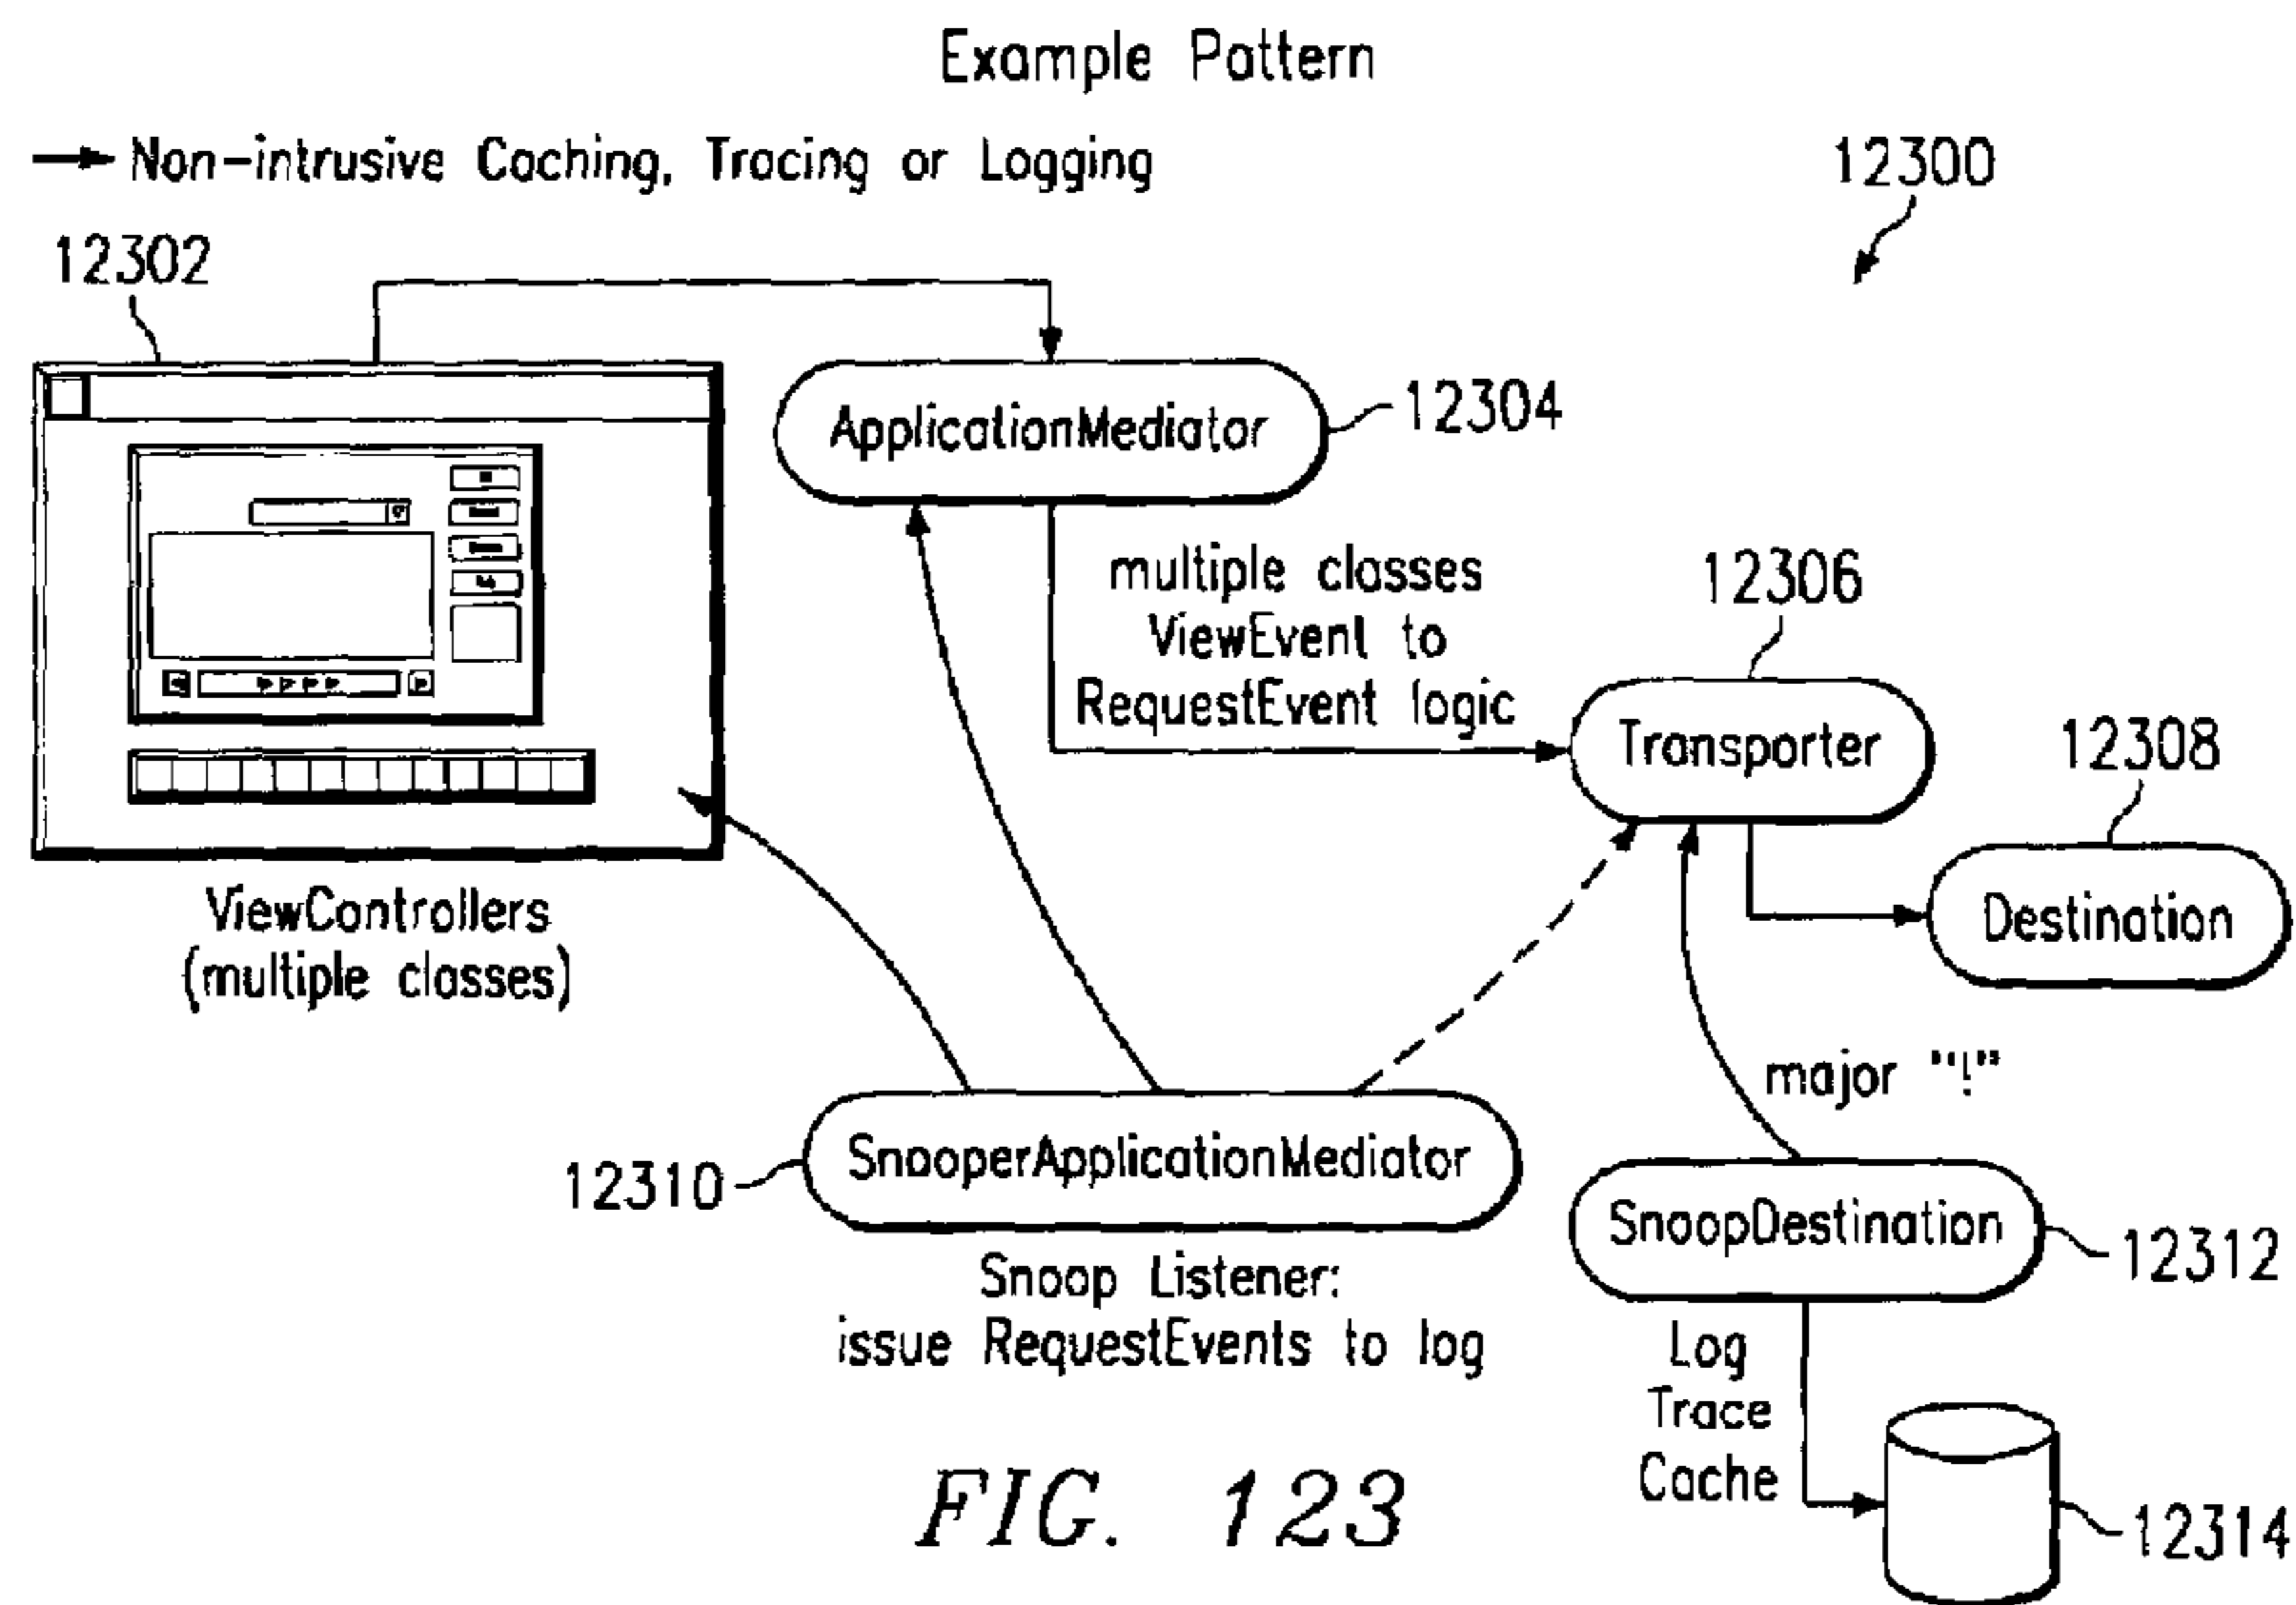 Example Pattern
Non-intrusive Caching, Tracing or Logging
12300
12302
ApplicationMediator
12304
multiple classes
ViewEvent to
RequestEvent logic
12306
Transporter
12308
Destination
ViewControllers
(multiple classes)
major "!"
SnooperApplicationMediator
12310
Snoop Listener:
issue RequestEvents to log
SnoopDestination
12312
Log
Trace
Cache
12314
FIG. 123